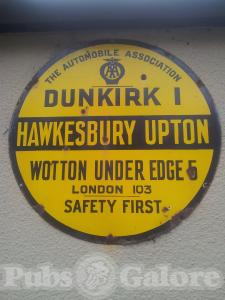 THE AUTOMOBILE ASSOCIATION
AA
DUNKIRK 1
HAWKESBURY UPTON
WOTTON UNDER EDGE 5
LONDON 103
SAFETY FIRST
Pubs Galore